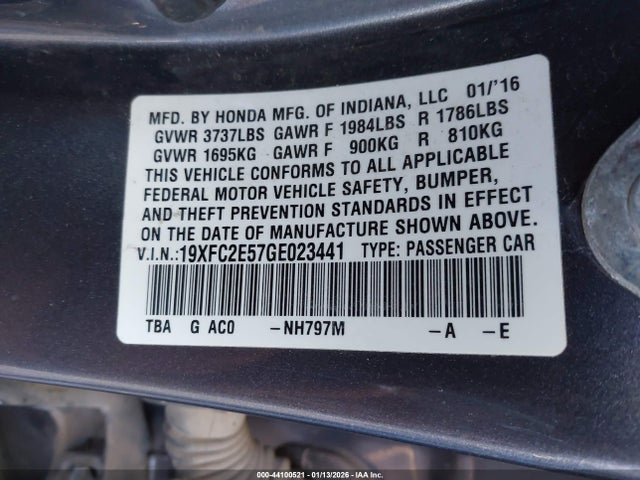 MFD. BY HONDA MFG. OF INDIANA, LLC 01/'16
GVWR 3737LBS GAWR F 1984LBS R 1786LBS
GVWR 1695KG GAWR F 900KG R 810KG
THIS VEHICLE CONFORMS TO ALL APPLICABLE
FEDERAL MOTOR VEHICLE SAFETY, BUMPER,
AND THEFT PREVENTION STANDARDS IN EFFECT
ON THE DATE OF MANUFACTURE SHOWN ABOVE.
V.I.N.:19XFC2E57GE023441 TYPE: PASSENGER CAR
TBA G AC0 -NH797M -A -E
000-44100521 | 01/13/2026 - IAA Inc.